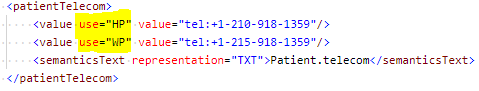 <patientTelecom>
<value use="HP" value="tel:+1-210-918-1359"/>
<value use="WP" value="tel:+1-215-918-1359"/>
<semanticsText representation="TXT">Patient.telecom</semanticsText>
</patientTelecom>